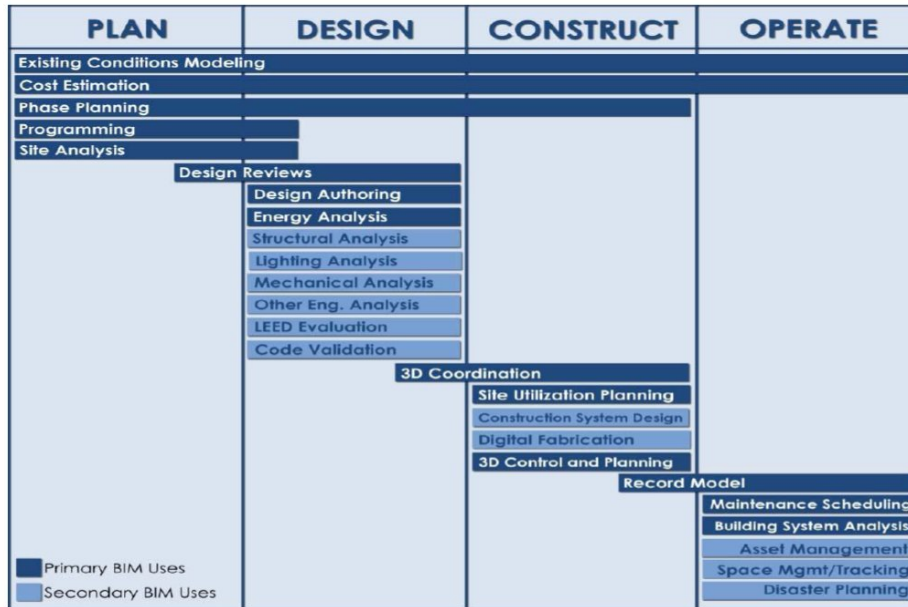 PLAN DESIGN CONSTRUCT OPERATE
Existing Conditions Modeling
Cost Estimation
Phase Planning
Programming
Site Analysis
Design Reviews
Design Authoring
Energy Analysis
Structural Analysis
Lighting Analysis
Mechanical Analysis
Other Eng. Analysis
LEED Evaluation
Code Validation
3D Coordination
Site Utilization Planning
Construction System Design
Digital Fabrication
3D Control and Planning
Record Model
Maintenance Scheduling
Building System Analysis
Asset Management
Space Mgmt/Tracking
Disaster Planning
Primary BIM Uses
Secondary BIM Uses